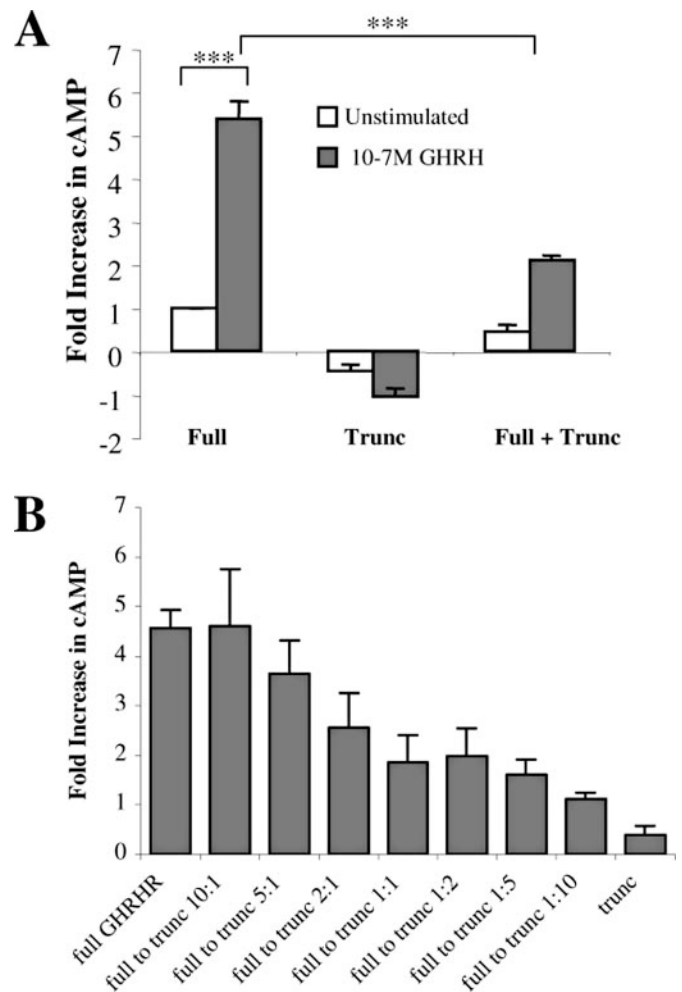 A
***
***
7
6
5
4
3
2
1
0
-1
-2
Fold Increase in cAMP
Unstimulated
10-7M GHRH
Full
Trunc
Full + Trunc
B
7
6
5
4
3
2
1
0
Fold Increase in cAMP
full GHRHR
full to trunc 10:1
full to trunc 5:1
full to trunc 2:1
full to trunc 1:1
full to trunc 1:2
full to trunc 1:5
full to trunc 1:10
trunc